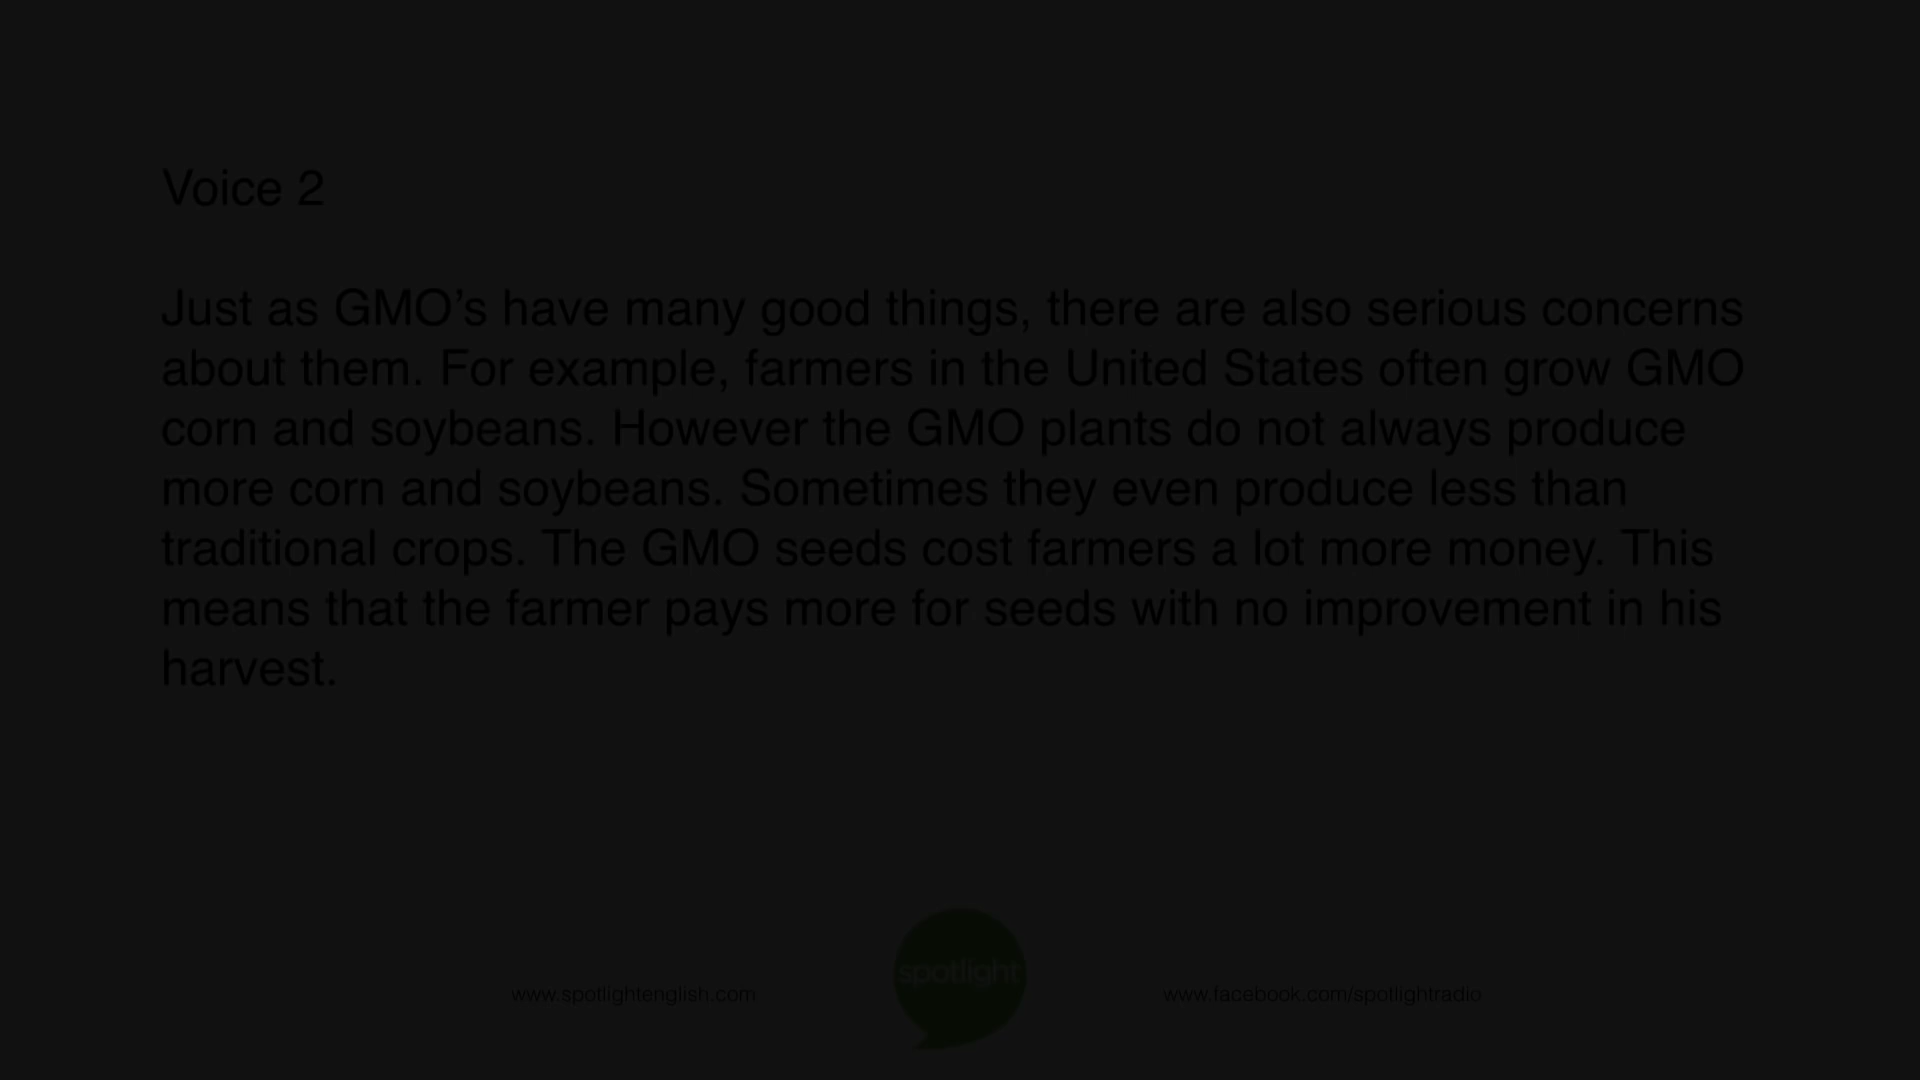 Voice 2
Just as GMO’s have many good things, there are also serious concerns
about them. For example, farmers in the United States often grow GMO
corn and soybeans. However the GMO plants do not always produce
more corn and soybeans. Sometimes they even produce less than
traditional crops. The GMO seeds cost farmers a lot more money. This
means that the farmer pays more for seeds with no improvement in his
harvest.
spotlight
www.spotlightenglish.com
www.facebook.com/spotlightradio